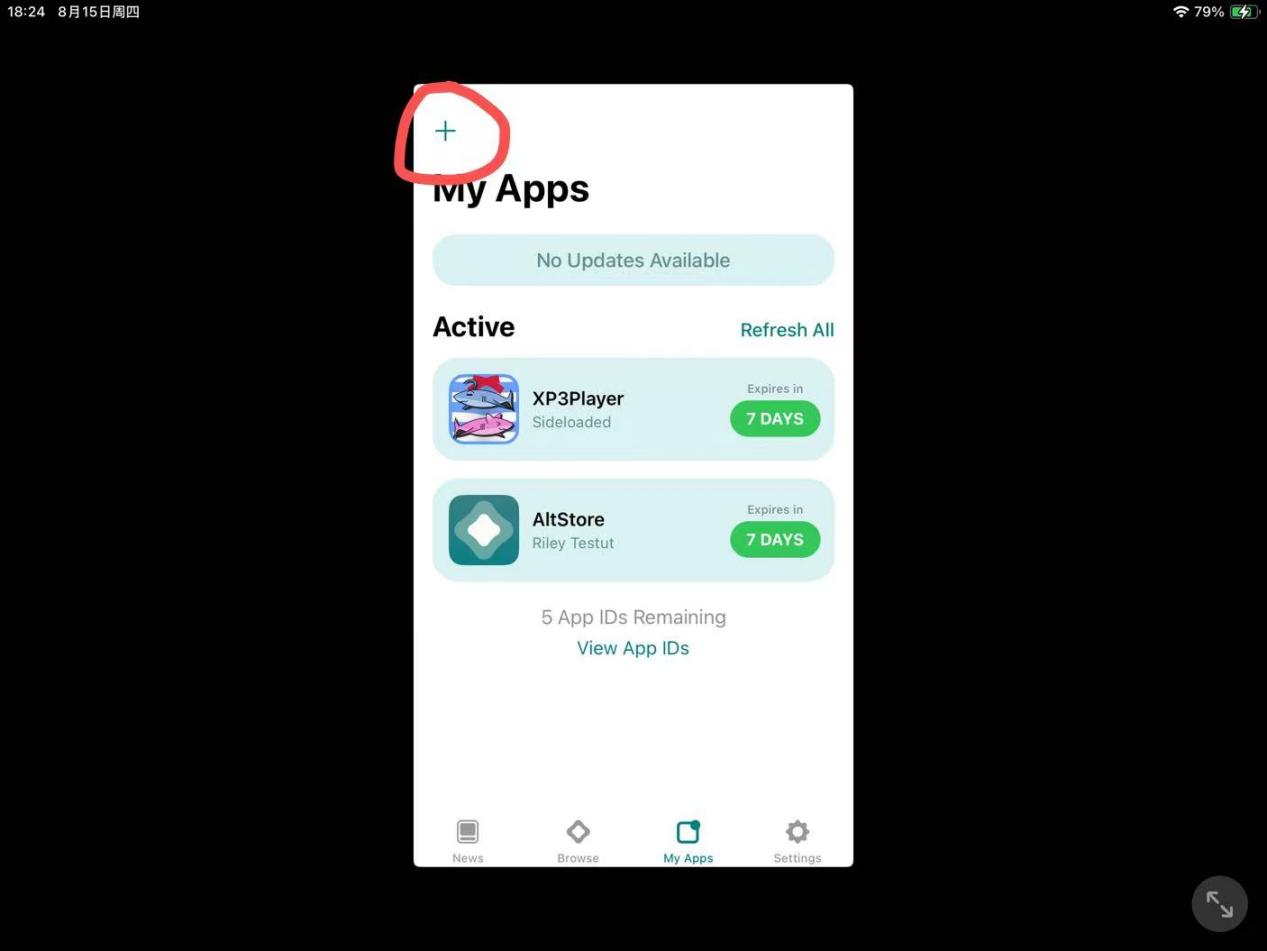 18:24 8月15日周四
79%
+
My Apps
No Updates Available
Active
Refresh All
XP3Player
Sideloaded
Expires in
7 DAYS
AltStore
Riley Testut
Expires in
7 DAYS
5 App IDs Remaining
View App IDs
News
Browse
My Apps
Settings